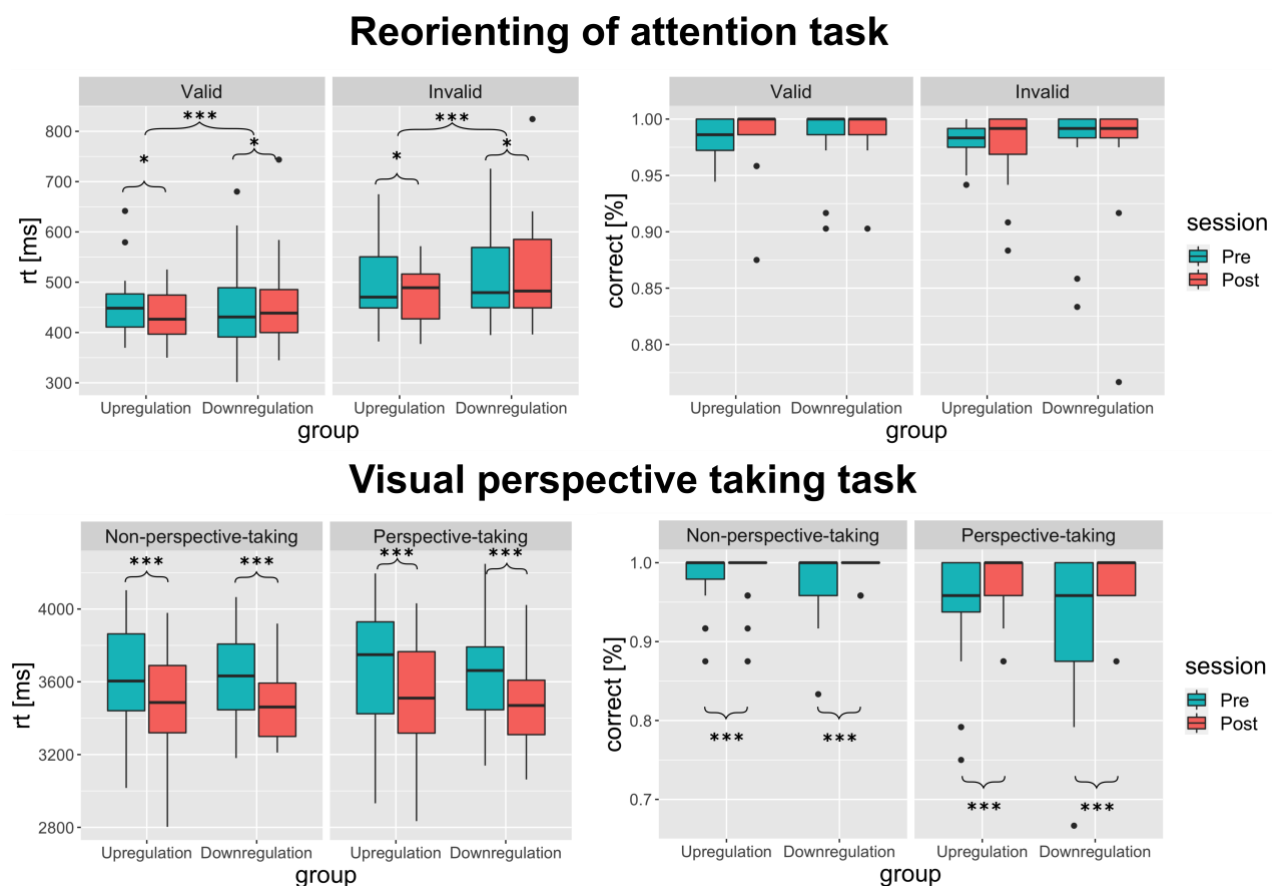 Reorienting of attention task
Valid
Invalid
***
*
*
***
*
*
800
700
600
500
400
300
rt [ms]
Upregulation Downregulation
Upregulation Downregulation
group
Valid
Invalid
1.00
0.95
0.90
0.85
0.80
correct [%]
Upregulation Downregulation
Upregulation Downregulation
group
session
Pre
Post
Visual perspective taking task
Non-perspective-taking
Perspective-taking
***
***
***
***
4000
3600
3200
2800
rt [ms]
Upregulation Downregulation
Upregulation Downregulation
group
Non-perspective-taking
Perspective-taking
1.0
0.9
0.8
0.7
correct [%]
***
***
***
***
Upregulation Downregulation
Upregulation Downregulation
group
session
Pre
Post